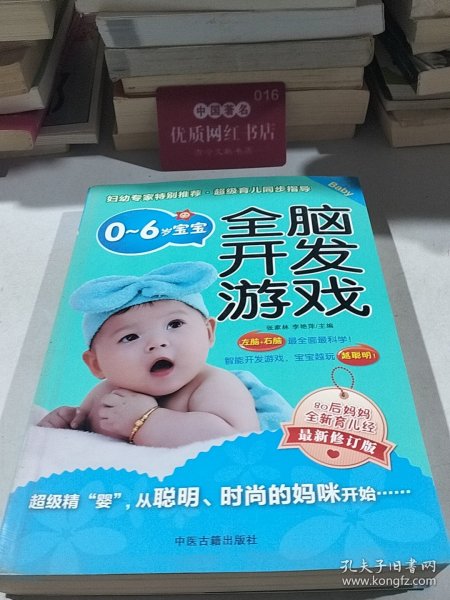 016
中国著名
优质网红书店
妇幼专家特别推荐·超级育儿同步指导
Baby
0~6岁宝宝
全脑
开发
游戏
张家林 李艳萍/主编
左脑+右脑 最全面最科学!
智能开发游戏,宝宝越玩越聪明!
80后妈妈
全新育儿经
最新修订版
超级精“婴”,从聪明、时尚的妈咪开始……
中医古籍出版社
孔夫子旧书网
www.kongfz.com